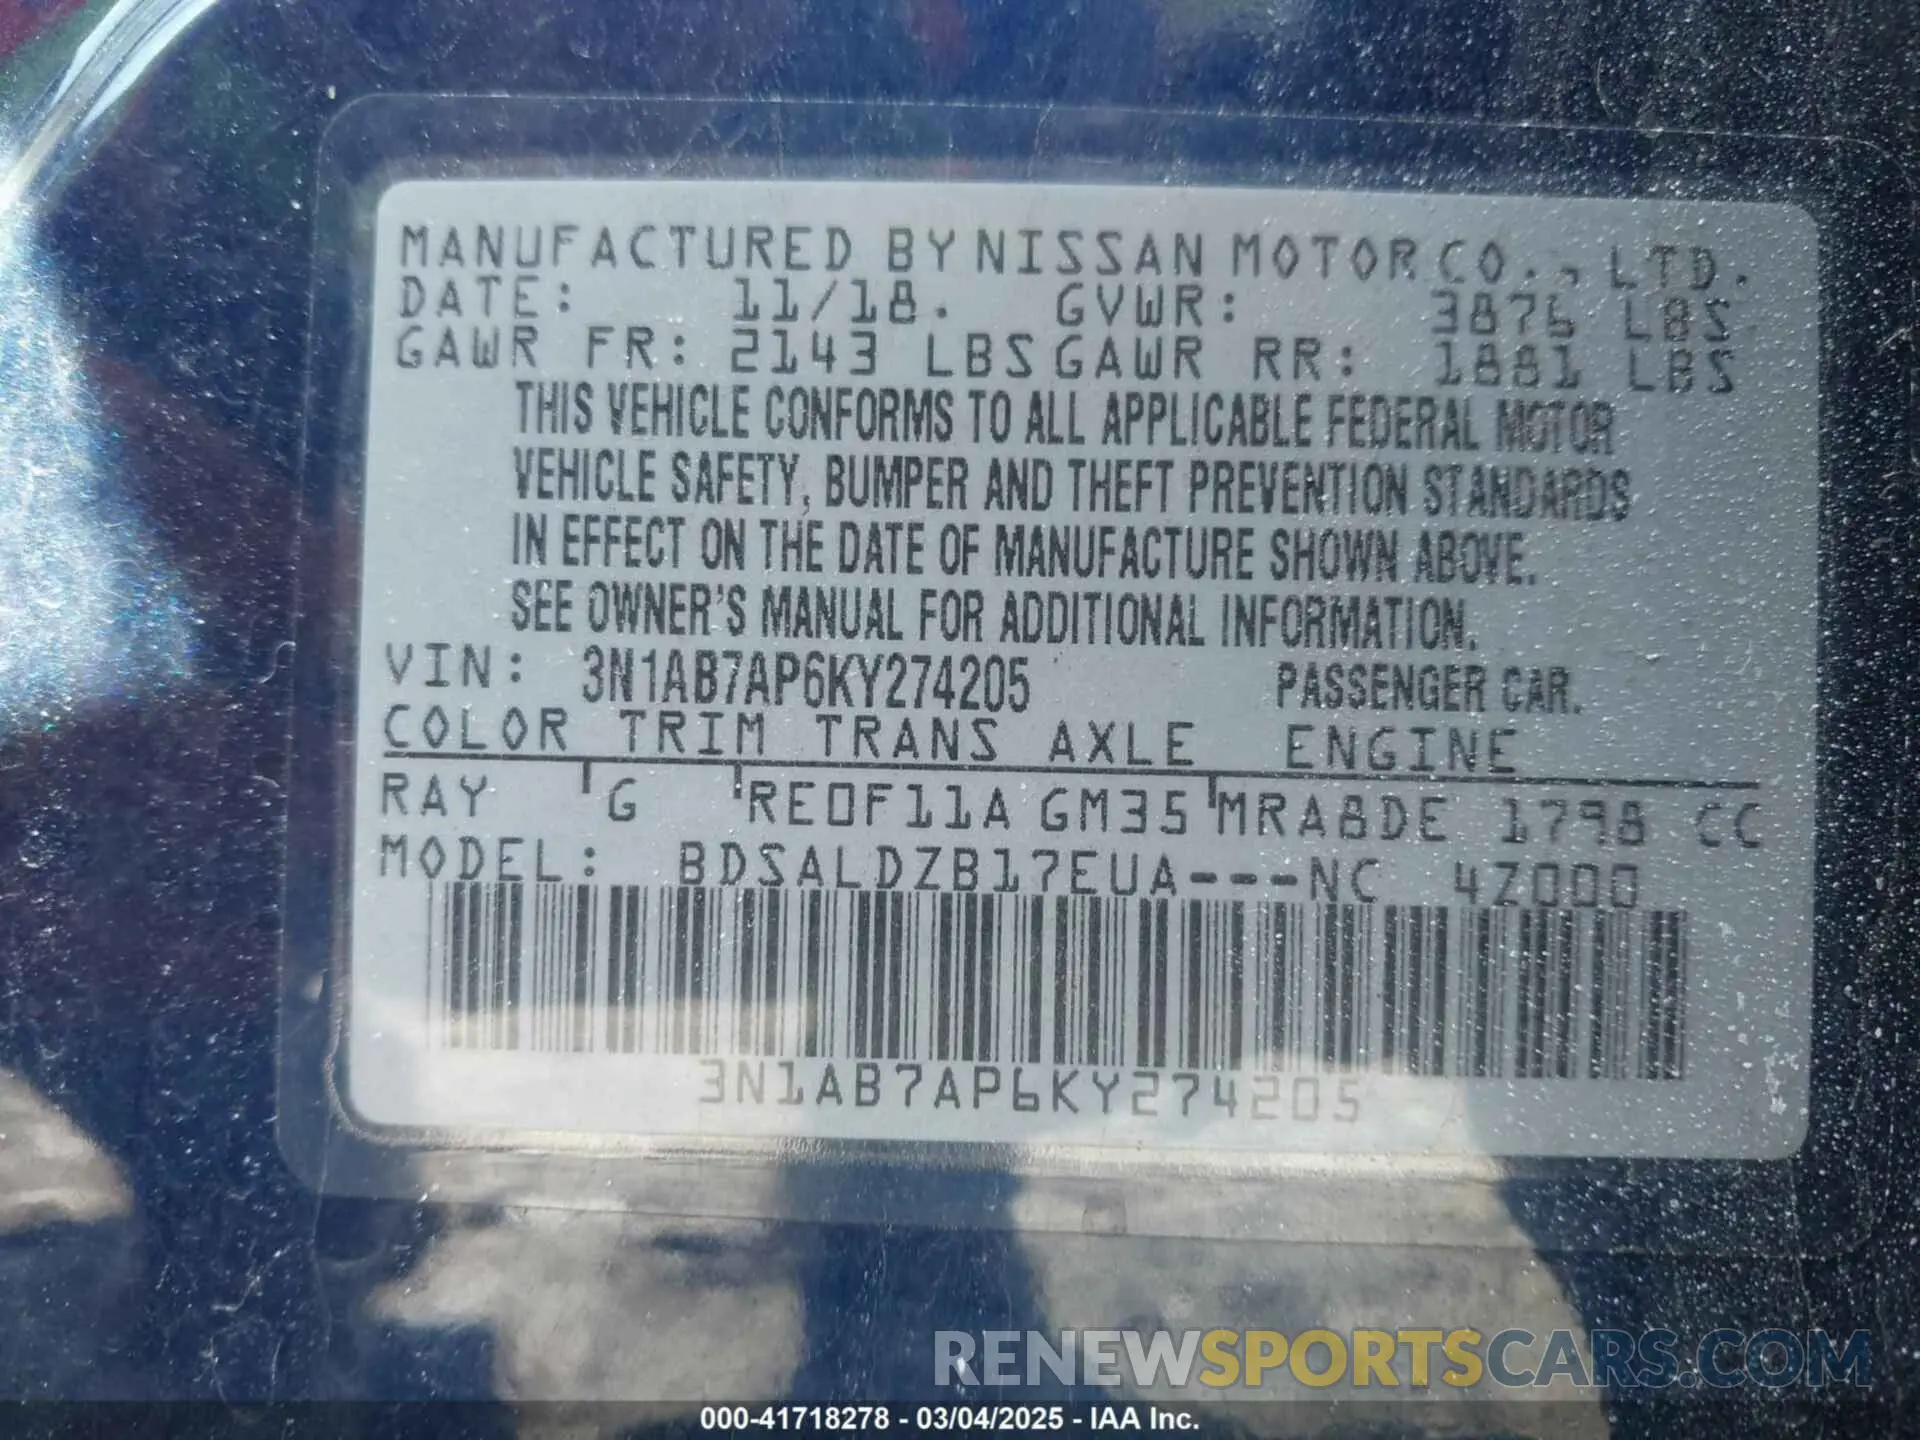 MANUFACTURED BY NISSAN MOTOR CO., LTD.
DATE: 11/18. GVWR: 3876 LBS
GAWR FR: 2143 LBS GAWR RR: 1881 LBS
THIS VEHICLE CONFORMS TO ALL APPLICABLE FEDERAL MOTOR
VEHICLE SAFETY, BUMPER AND THEFT PREVENTION STANDARDS
IN EFFECT ON THE DATE OF MANUFACTURE SHOWN ABOVE.
SEE OWNER'S MANUAL FOR ADDITIONAL INFORMATION.
VIN: 3N1AB7AP6KY274205 PASSENGER CAR.
COLOR TRIM TRANS AXLE ENGINE
RAY G RE0F11A GM35 MRA8DE 1798 CC
MODEL: BDSALDZB17EUA---NC 4Z000
3N1AB7AP6KY274205
RENEWSPORTSCARS.COM
000-41718278 - 03/04/2025 - IAA Inc.